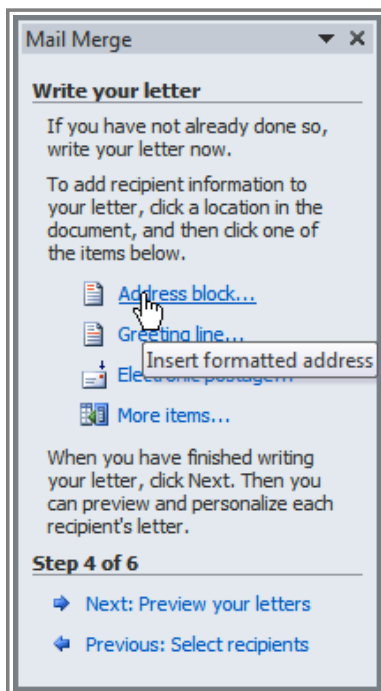 Mail Merge
Write your letter
If you have not already done so,
write your letter now.
To add recipient information to
your letter, click a location in the
document, and then click one of
the items below.
Address block...
Greeting line...
Insert formatted address
Electronic postage...
More items...
When you have finished writing
your letter, click Next. Then you
can preview and personalize each
recipient's letter.
Step 4 of 6
Next: Preview your letters
Previous: Select recipients